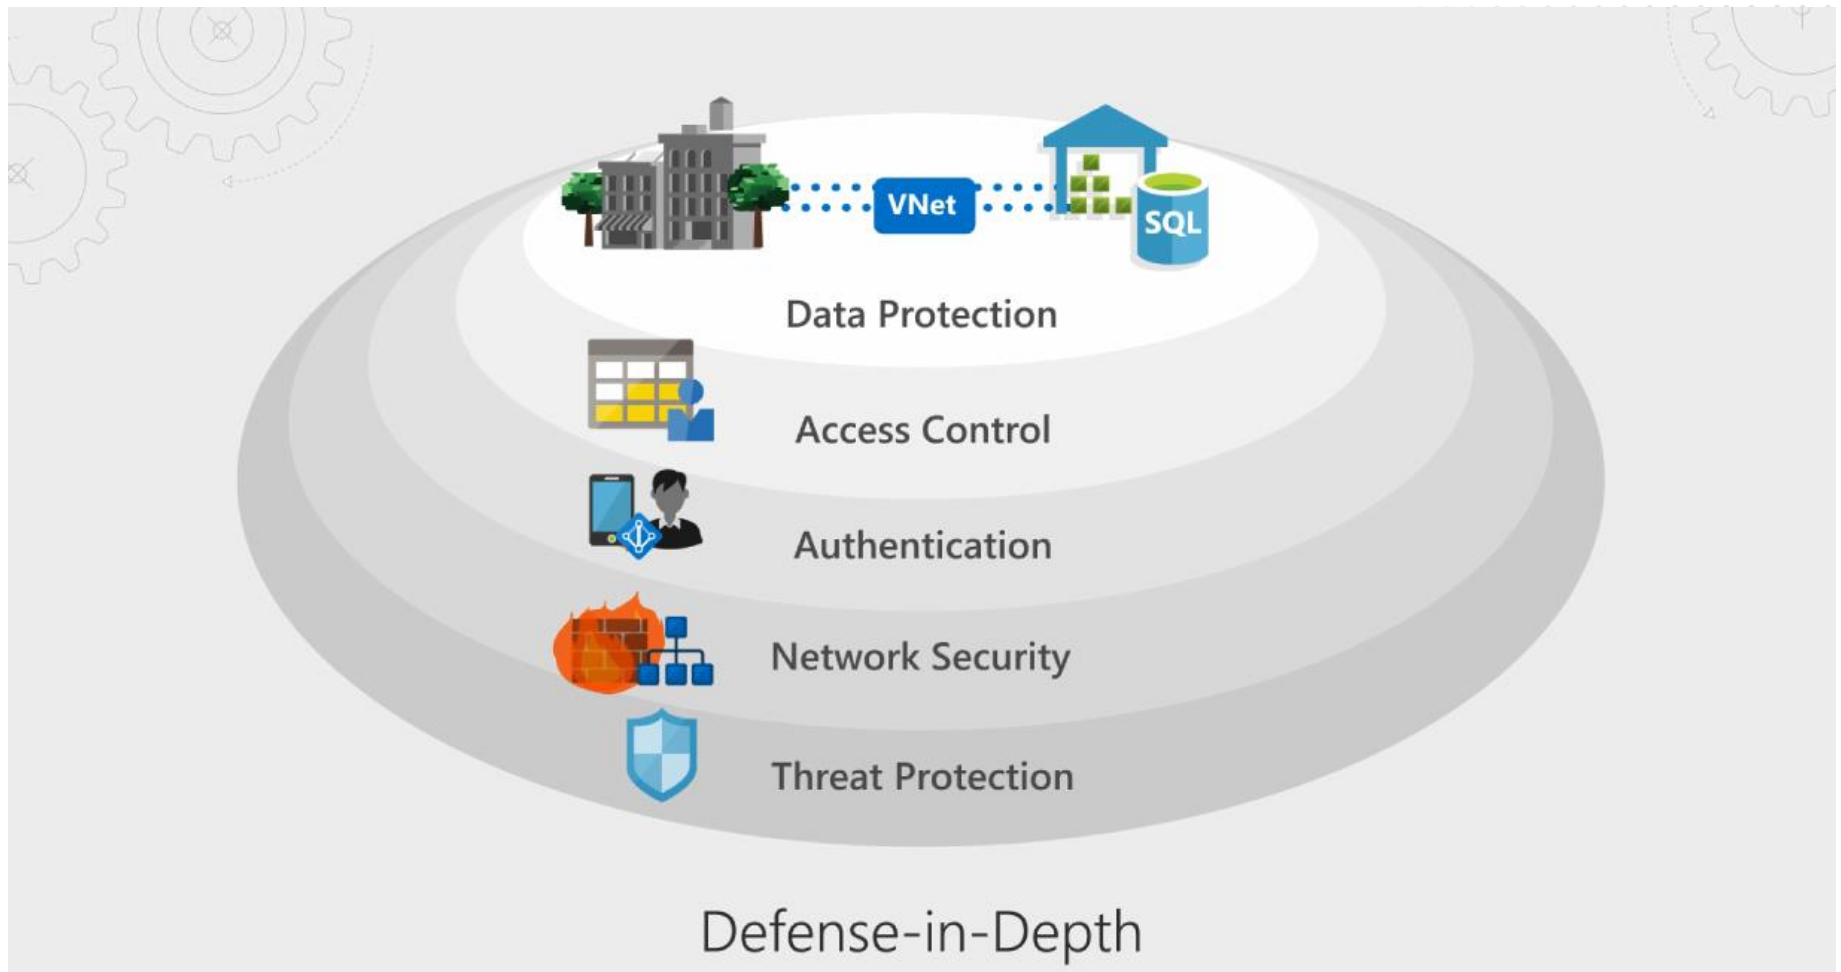 VNet
SQL
Data Protection
Access Control
Authentication
Network Security
Threat Protection
Defense-in-Depth